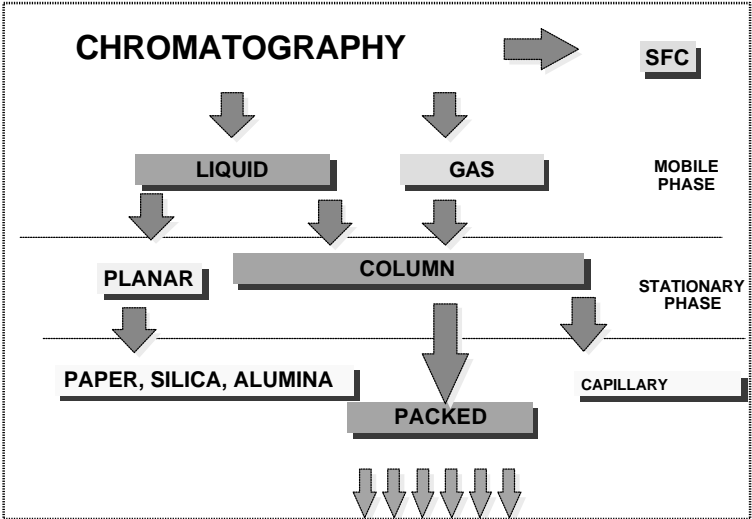 CHROMATOGRAPHY
SFC
LIQUID
GAS
MOBILE
PHASE
PLANAR
COLUMN
STATIONARY
PHASE
PAPER, SILICA, ALUMINA
CAPILLARY
PACKED